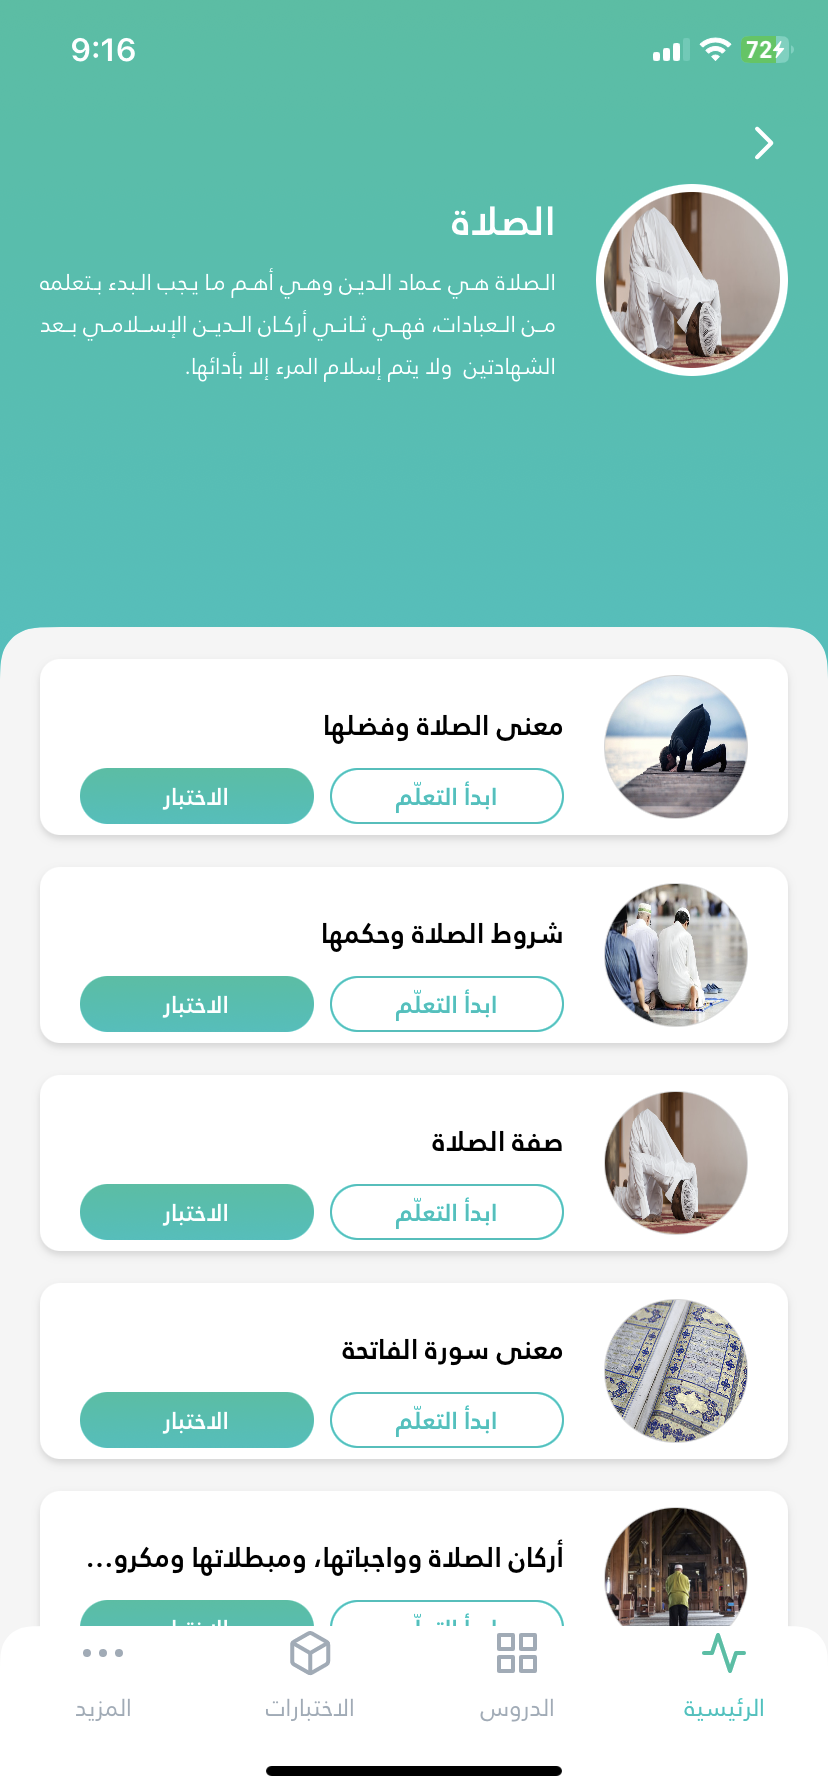 9:16
72
الصلاة
الصلاة هي عماد الدين وهي أهم ما يجب البدء بتعلمه
من العبادات، فهي ثاني أركان الدين الإسلامي بعد
الشهادتين ولا يتم إسلام المرء إلا بأدائها.
معنى الصلاة وفضلها
ابدأ التعلّم
الاختبار
شروط الصلاة وحكمها
ابدأ التعلّم
الاختبار
صفة الصلاة
ابدأ التعلّم
الاختبار
معنى سورة الفاتحة
ابدأ التعلّم
الاختبار
أركان الصلاة وواجباتها، ومبطلاتها ومكرو...
ابدأ التعلّم
الاختبار
الرئيسية
الدروس
الاختبارات
المزيد